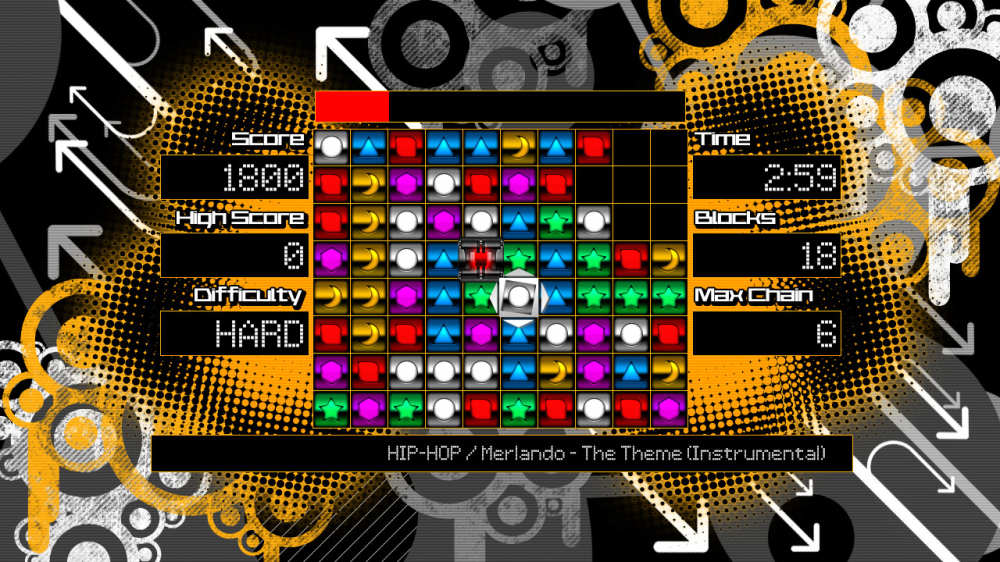 Score
1800
High Score
0
Difficulty
HARD
Time
2:59
Blocks
18
Max Chain
6
HIP-HOP / Merlando - The Theme (Instrumental)